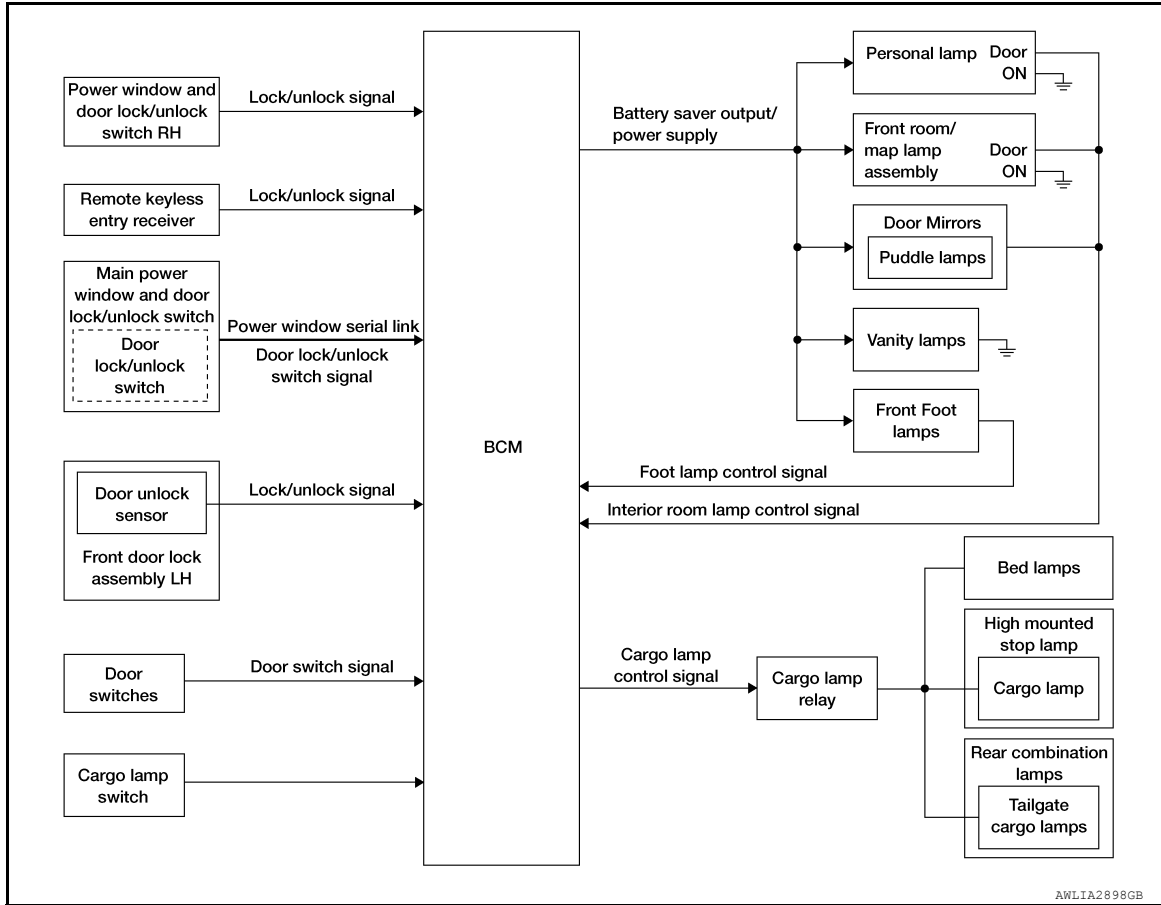 Power window and
door lock/unlock
switch RH
Lock/unlock signal
Remote keyless
entry receiver
Lock/unlock signal
Main power
window and door
lock/unlock switch
Door
lock/unlock
switch
Power window serial link
Door lock/unlock
switch signal
Door unlock
sensor
Front door lock
assembly LH
Lock/unlock signal
Door
switches
Door switch signal
Cargo lamp
switch
BCM
Battery saver output/
power supply
Personal lamp
Door
ON
Front room/
map lamp
assembly
Door
ON
Door Mirrors
Puddle lamps
Vanity lamps
Front Foot
lamps
Foot lamp control signal
Interior room lamp control signal
Cargo lamp
control signal
Cargo lamp
relay
Bed lamps
High mounted
stop lamp
Cargo lamp
Rear combination
lamps
Tailgate
cargo lamps
AWLIA2898GB